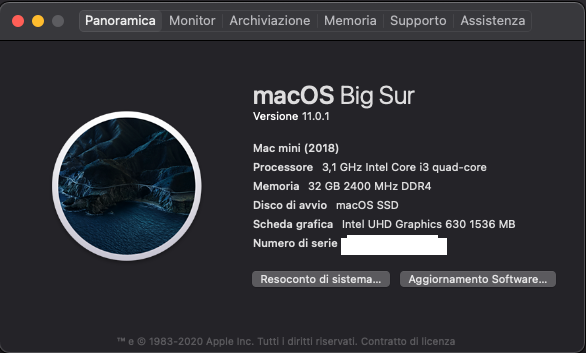 Panoramica Monitor Archiviazione Memoria Supporto Assistenza
macOS Big Sur
Versione 11.0.1
Mac mini (2018)
Processore 3,1 GHz Intel Core i3 quad-core
Memoria 32 GB 2400 MHz DDR4
Disco di avvio macOS SSD
Scheda grafica Intel UHD Graphics 630 1536 MB
Numero di serie
Resoconto di sistema... Aggiornamento Software...
™ e © 1983-2020 Apple Inc. Tutti i diritti riservati. Contratto di licenza